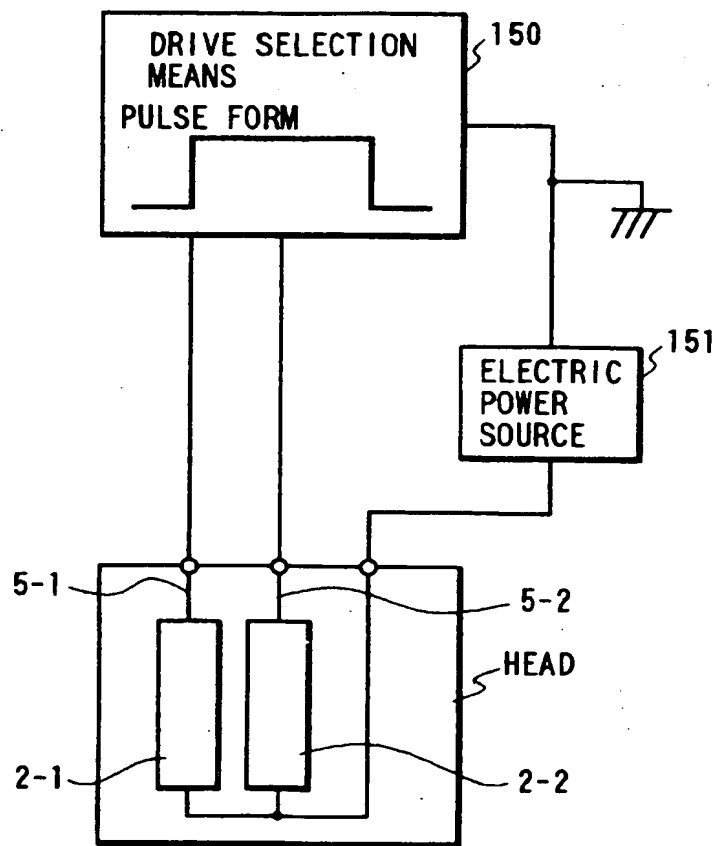 DRIVE SELECTION
MEANS
PULSE FORM
150
151
ELECTRIC
POWER
SOURCE
5-1
5-2
HEAD
2-1
2-2